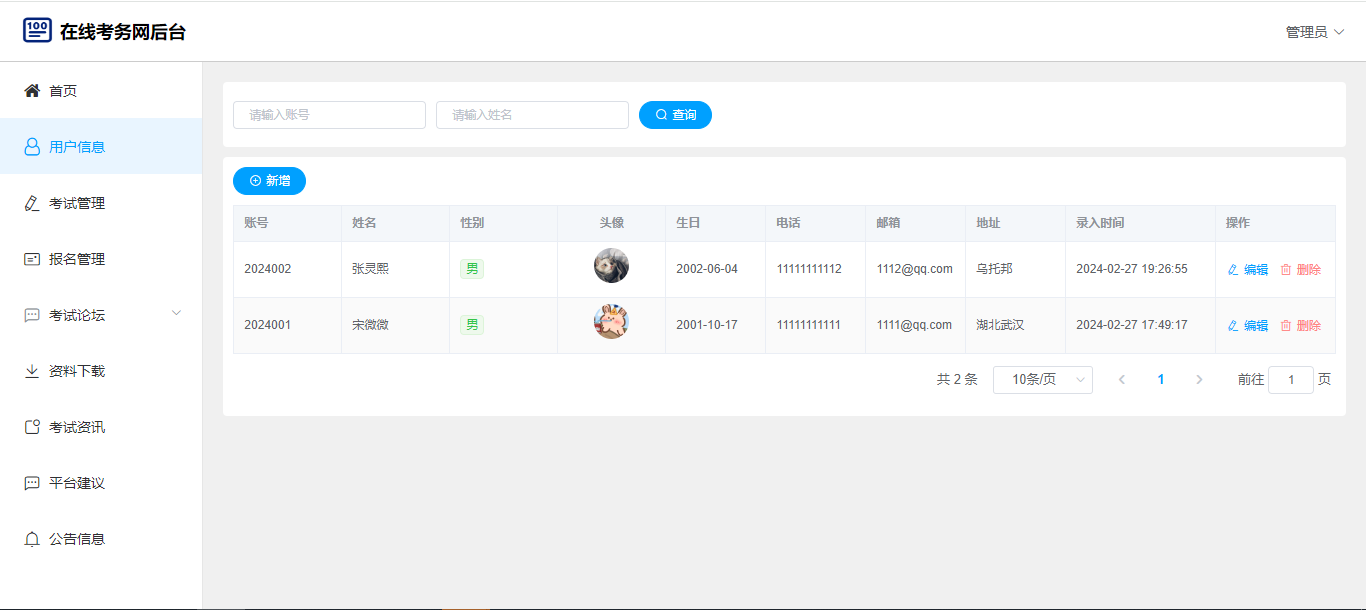 100 在线考务网后台
管理员
首页
用户信息
考试管理
报名管理
考试论坛
资料下载
考试资讯
平台建议
公告信息
请输入账号 请输入姓名 查询
新增
账号 姓名 性别 头像 生日 电话 邮箱 地址 录入时间 操作
2024002 张灵熙 男 2002-06-04 11111111112 1112@qq.com 乌托邦 2024-02-27 19:26:55 编辑 删除
2024001 宋微微 男 2001-10-17 11111111111 1111@qq.com 湖北武汉 2024-02-27 17:49:17 编辑 删除
共 2 条 10条/页 1 前往 1 页